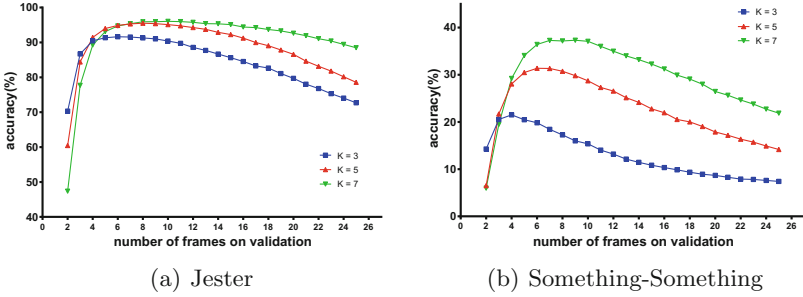 100
90
80
70
60
50
40
accuracy(%)
K = 3
K = 5
K = 7
0 2 4 6 8 10 12 14 16 18 20 22 24 26
number of frames on validation
(a) Jester
40
30
20
10
0
accuracy(%)
K = 3
K = 5
K = 7
0 2 4 6 8 10 12 14 16 18 20 22 24 26
number of frames on validation
(b) Something-Something